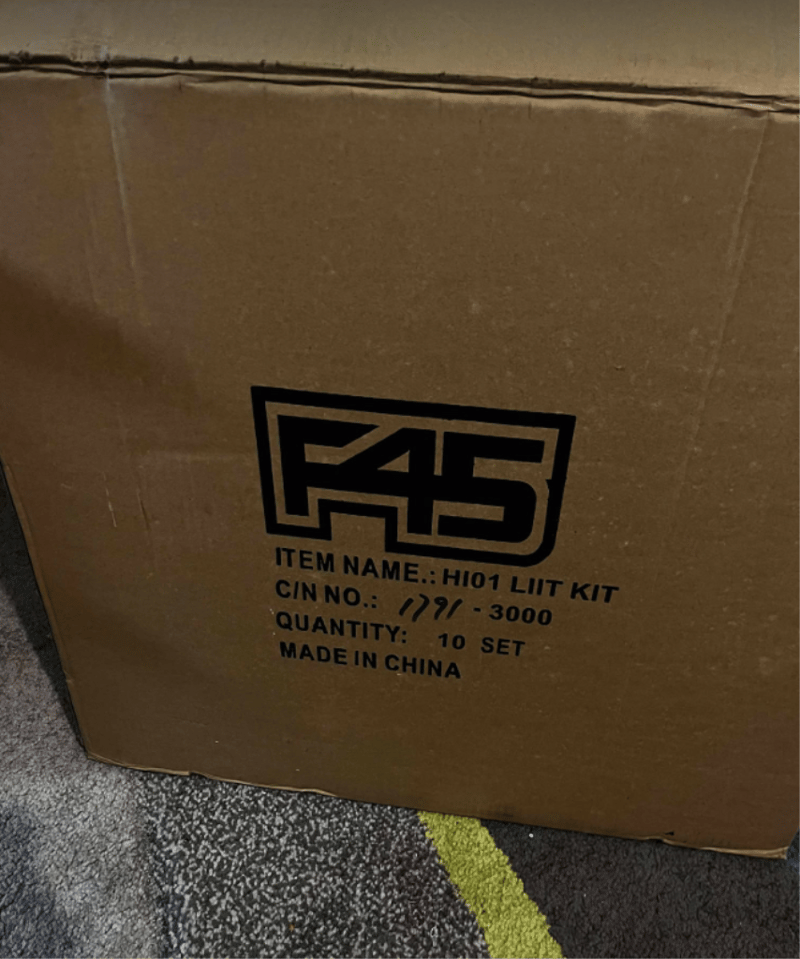 F45
ITEM NAME.: HI01 LIIT KIT
C/N NO.: 1791 - 3000
QUANTITY: 10 SET
MADE IN CHINA